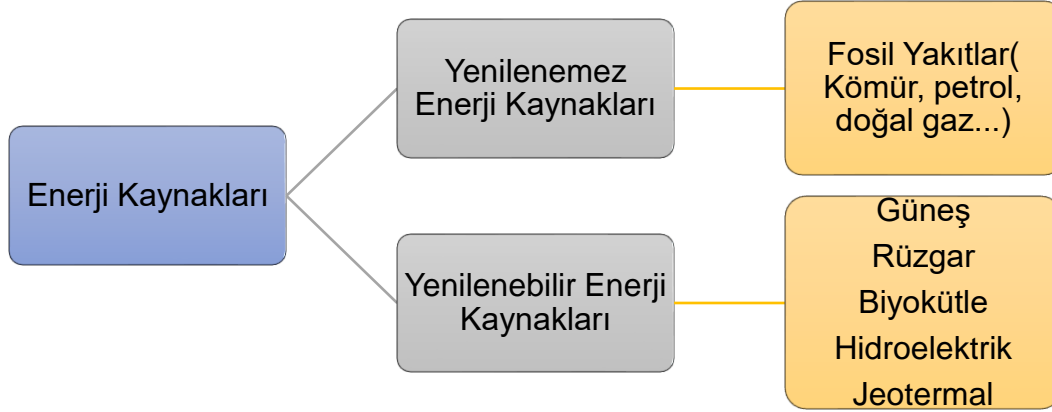 Enerji Kaynakları
Yenilenemez
Enerji Kaynakları
Fosil Yakıtlar(
Kömür, petrol,
doğal gaz...)
Yenilenebilir Enerji
Kaynakları
Güneş
Rüzgar
Biyokütle
Hidroelektrik
Jeotermal